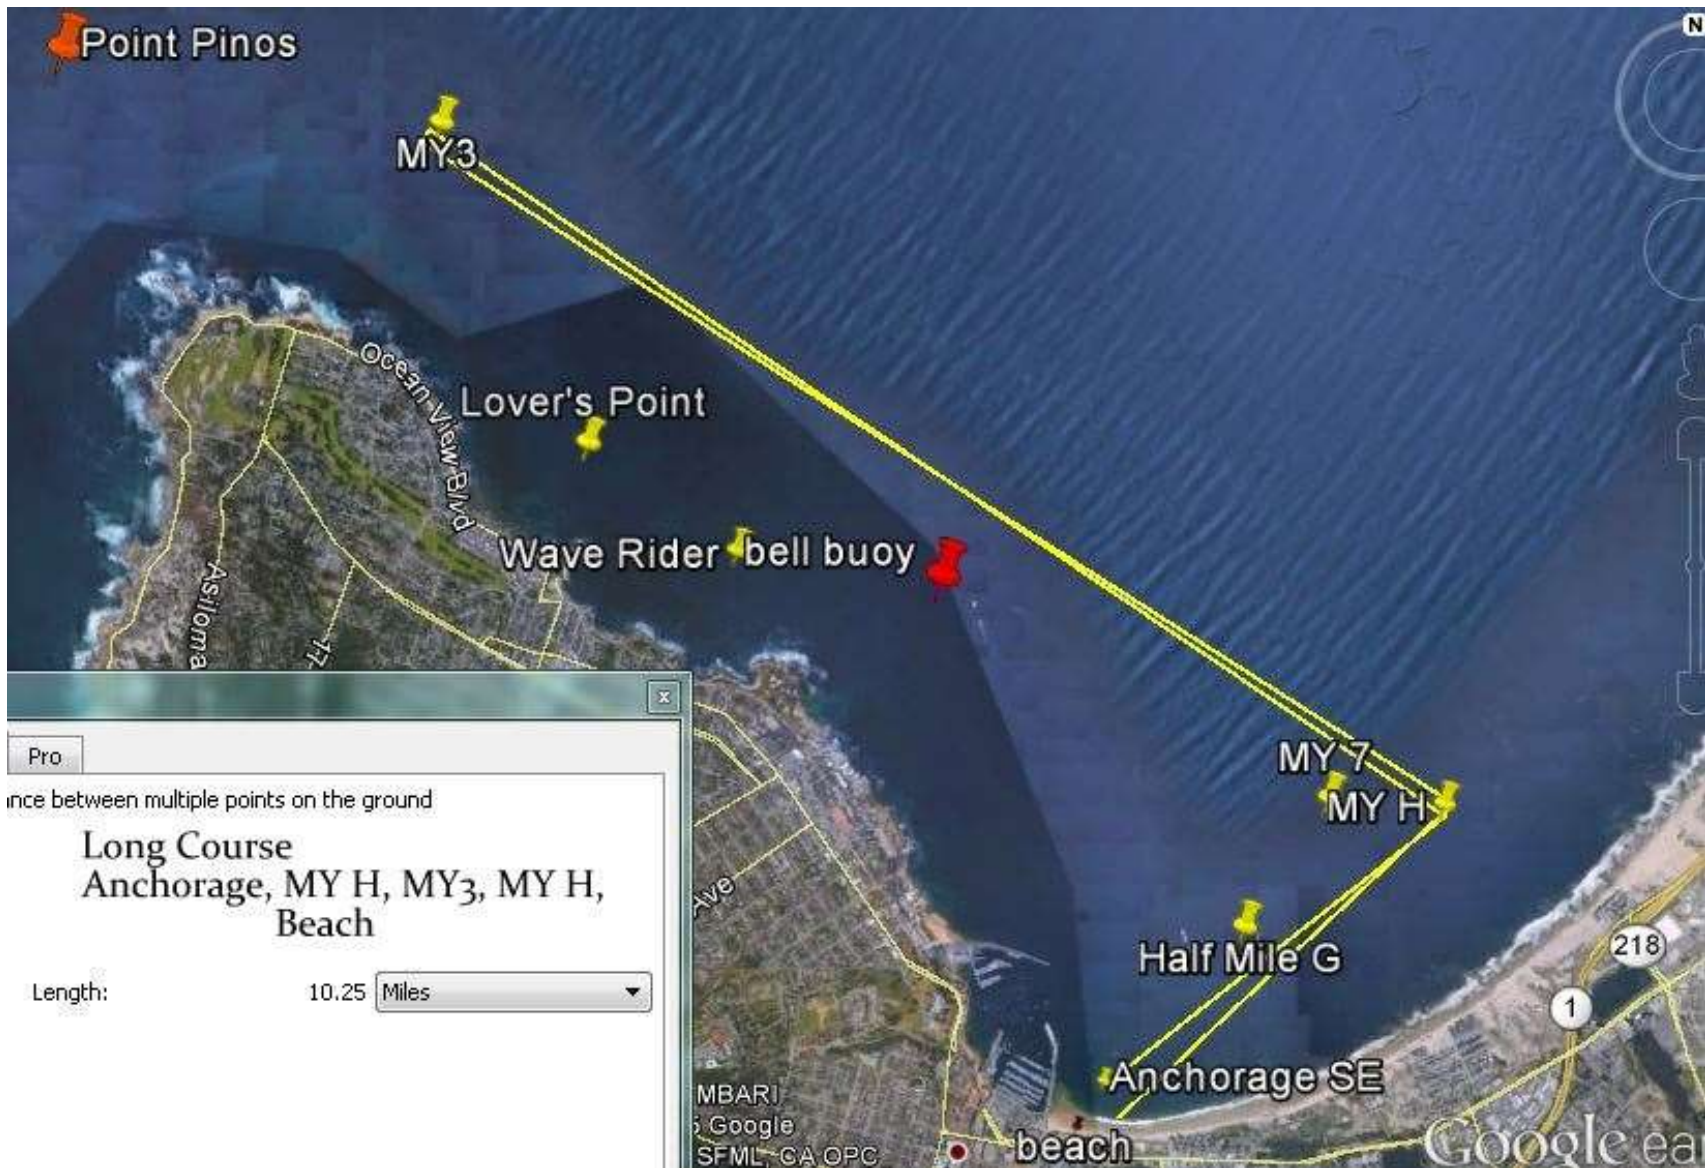 N
Point Pinos
MY3
Ocean View Blvd
Lover's Point
Wave Rider
bell buoy
Asiloma
17
MY 7
MY H
Pro
nce between multiple points on the ground
Long Course
Anchorage, MY H, MY3, MY H,
Beach
Ave
Half Mile G
218
1
Length: 10.25 Miles
Anchorage SE
MBARI
Google
SFML, CA OPC
beach
Google ea